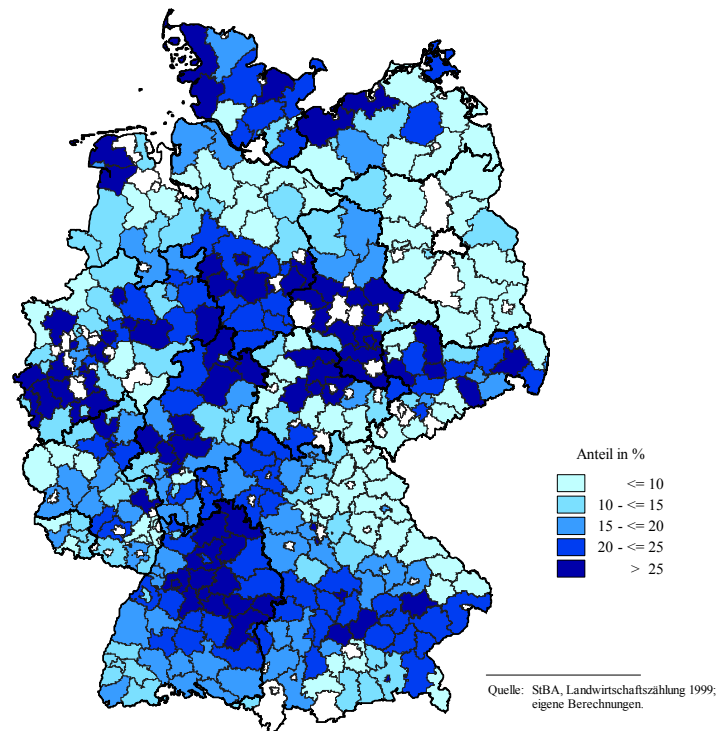 Anteil in %
<= 10
10 - <= 15
15 - <= 20
20 - <= 25
> 25
Quelle: StBA, Landwirtschaftszählung 1999;
eigene Berechnungen.